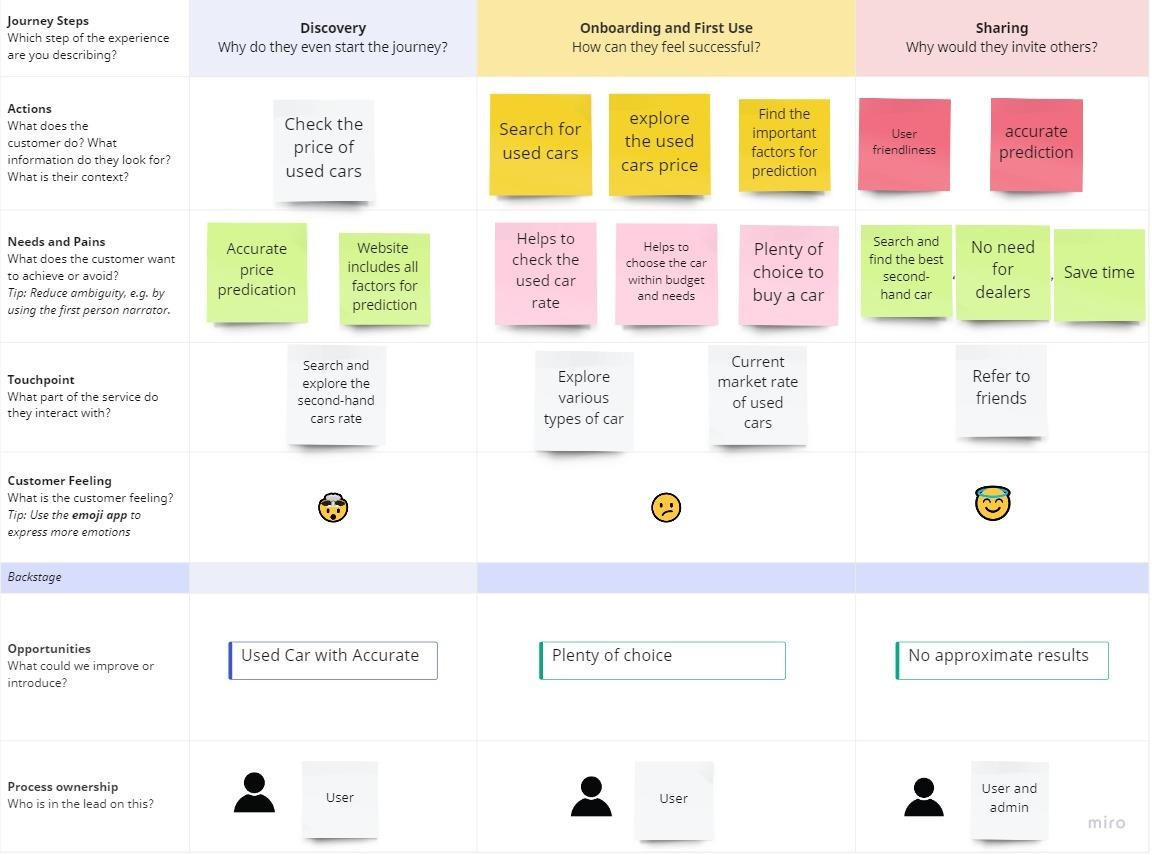 Journey Steps
Which step of the experience
are you describing?
Discovery
Why do they even start the journey?
Onboarding and First Use
How can they feel successful?
Sharing
Why would they invite others?
Actions
What does the
customer do? What
information do they look for?
What is their context?
Check the
price of
used cars
Search for
used cars
explore
the used
cars price
Find the
important
factors for
prediction
User
friendliness
accurate
prediction
Needs and Pains
What does the customer want
to achieve or avoid?
Tip: Reduce ambiguity, e.g. by
using the first person narrator.
Accurate
price
predication
Website
includes all
factors for
prediction
Helps to
check the
used car
rate
Helps to
choose the car
within budget
and needs
Plenty of
choice to
buy a car
Search and
find the best
second-
hand car
No need
for
dealers
Save time
Touchpoint
What part of the service do
they interact with?
Search and
explore the
second-hand
cars rate
Explore
various
types of car
Current
market rate
of used
cars
Refer to
friends
Customer Feeling
What is the customer feeling?
Tip: Use the emoji app to
express more emotions
Backstage
Opportunities
What could we improve or
introduce?
Used Car with Accurate
Plenty of choice
No approximate results
Process ownership
Who is in the lead on this?
User
User
User and
admin
miro